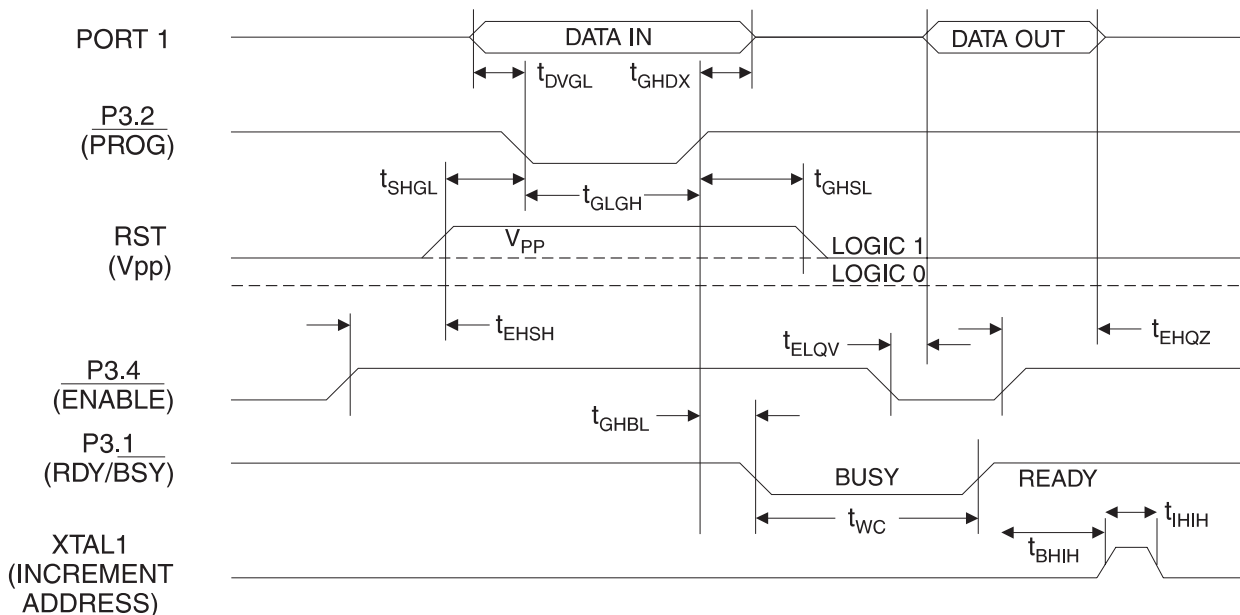 PORT 1
DATA IN
DATA OUT
tDVGL
tGHDX
P3.2
(PROG)
tSHGL
tGLGH
tGHSL
RST
(Vpp)
VPP
LOGIC 1
LOGIC 0
tEHSH
tELQV
tEHQZ
P3.4
(ENABLE)
tGHBL
P3.1
(RDY/BSY)
BUSY
READY
tWC
tIHIH
tBHIH
XTAL1
(INCREMENT
ADDRESS)